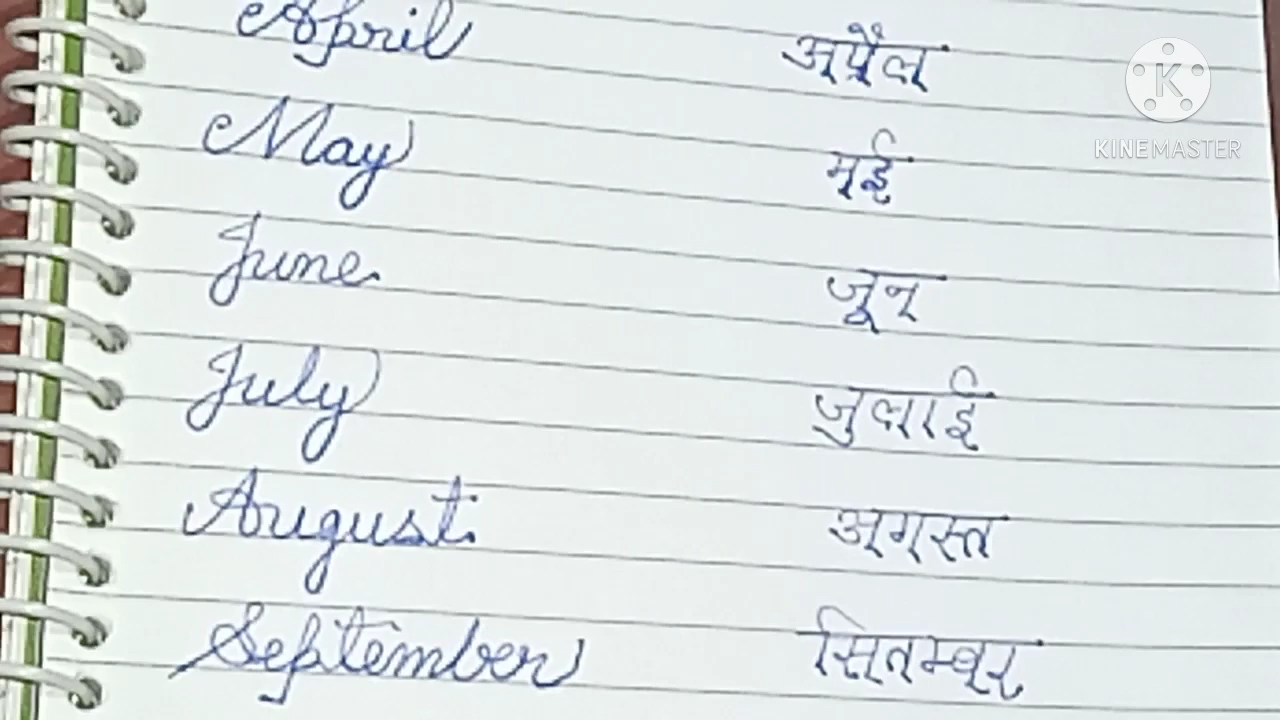 April अप्रैल
K
KINEMASTER
May मई
June जून
July जुलाई
August अगस्त
September सितम्बर